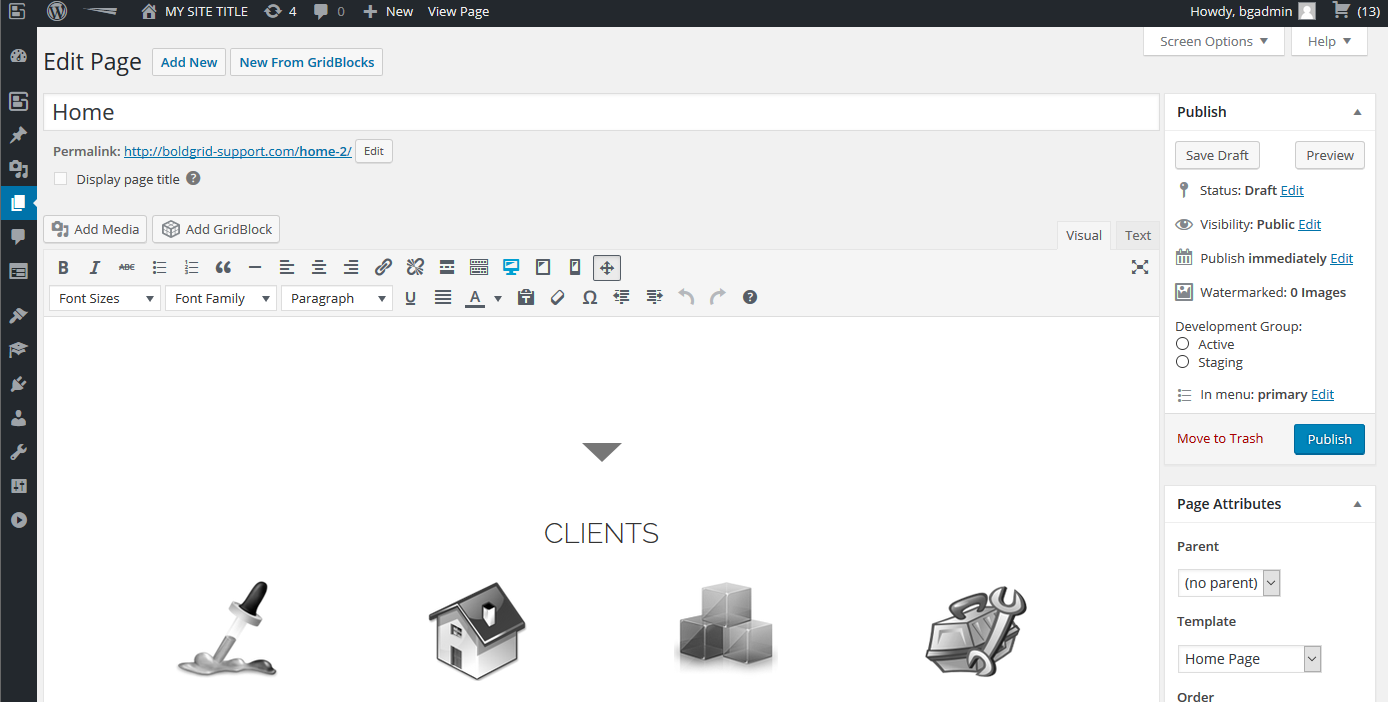 MY SITE TITLE 4 0 New View Page Howdy, bgadmin (13)
Screen Options Help
Edit Page Add New New From GridBlocks
Home
Permalink: http://boldgrid-support.com/home-2/ Edit
Display page title
Add Media Add GridBlock
Visual Text
B I ABC
Font Sizes Font Family Paragraph U A Ω
CLIENTS
Publish
Save Draft Preview
Status: Draft Edit
Visibility: Public Edit
Publish immediately Edit
Watermarked: 0 Images
Development Group:
Active
Staging
In menu: primary Edit
Move to Trash Publish
Page Attributes
Parent
(no parent)
Template
Home Page
Order